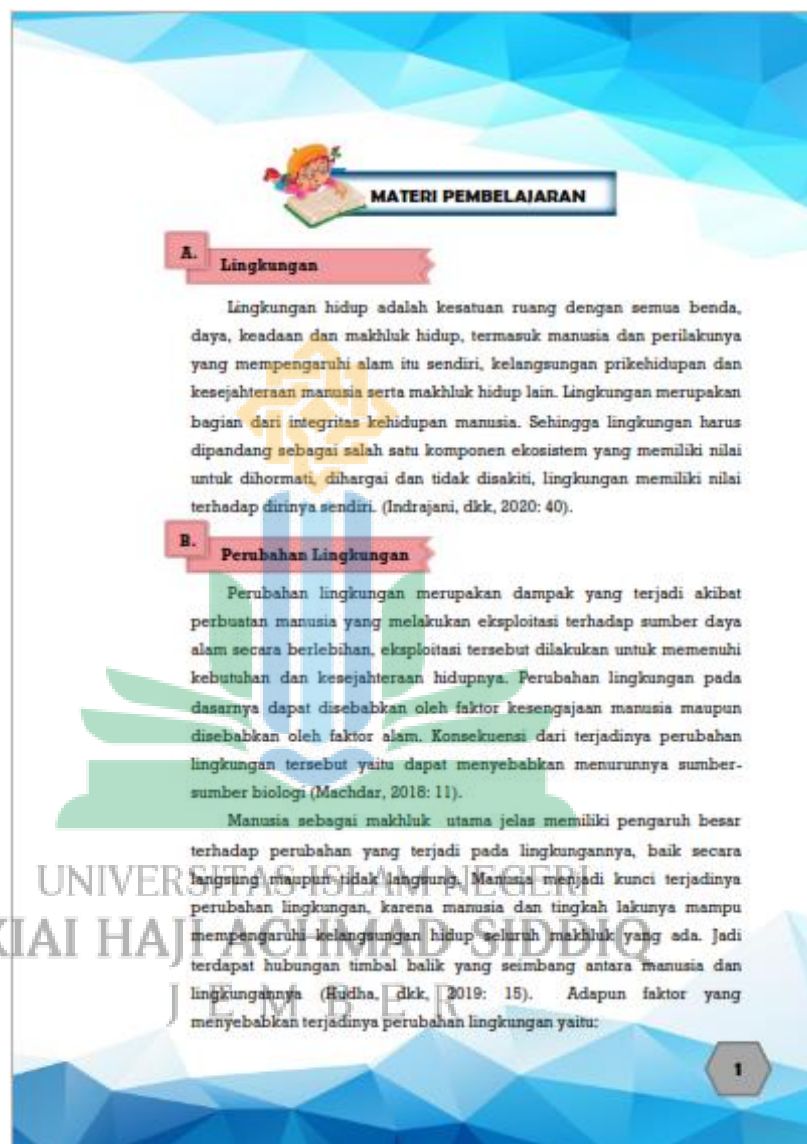 MATERI PEMBELAJARAN
A.
Lingkungan
Lingkungan hidup adalah kesatuan ruang dengan semua benda,
daya, keadaan dan makhluk hidup, termasuk manusia dan perilakunya
yang mempengaruhi alam itu sendiri, kelangsungan prikehidupan dan
kesejahteraan manusia serta makhluk hidup lain. Lingkungan merupakan
bagian dari integritas kehidupan manusia. Sehingga lingkungan harus
dipandang sebagai salah satu komponen ekosistem yang memiliki nilai
untuk dihormati, dihargai dan tidak disakiti, lingkungan memiliki nilai
terhadap dirinya sendiri. (Indrajani, dkk, 2020: 40).
B.
Perubahan Lingkungan
Perubahan lingkungan merupakan dampak yang terjadi akibat
perbuatan manusia yang melakukan eksploitasi terhadap sumber daya
alam secara berlebihan, eksploitasi tersebut dilakukan untuk memenuhi
kebutuhan dan kesejahteraan hidupnya. Perubahan lingkungan pada
dasarnya dapat disebabkan oleh faktor kesengajaan manusia maupun
disebabkan oleh faktor alam. Konsekuensi dari terjadinya perubahan
lingkungan tersebut yaitu dapat menyebabkan menurunnya sumber-
sumber biologi (Machdar, 2018: 11).
Manusia sebagai makhluk utama jelas memiliki pengaruh besar
terhadap perubahan yang terjadi pada lingkungannya, baik secara
langsung maupun tidak langsung. Manusia menjadi kunci terjadinya
perubahan lingkungan, karena manusia dan tingkah lakunya mampu
mempengaruhi kelangsungan hidup seluruh makhluk yang ada. Jadi
terdapat hubungan timbal balik yang seimbang antara manusia dan
lingkungannya (Hudha, dkk, 2019: 15). Adapun faktor yang
menyebabkan terjadinya perubahan lingkungan yaitu:
UNIVERSITAS ISLAM NEGERI
KIAI HAJI ACHMAD SIDDIQ
JEMBER
1